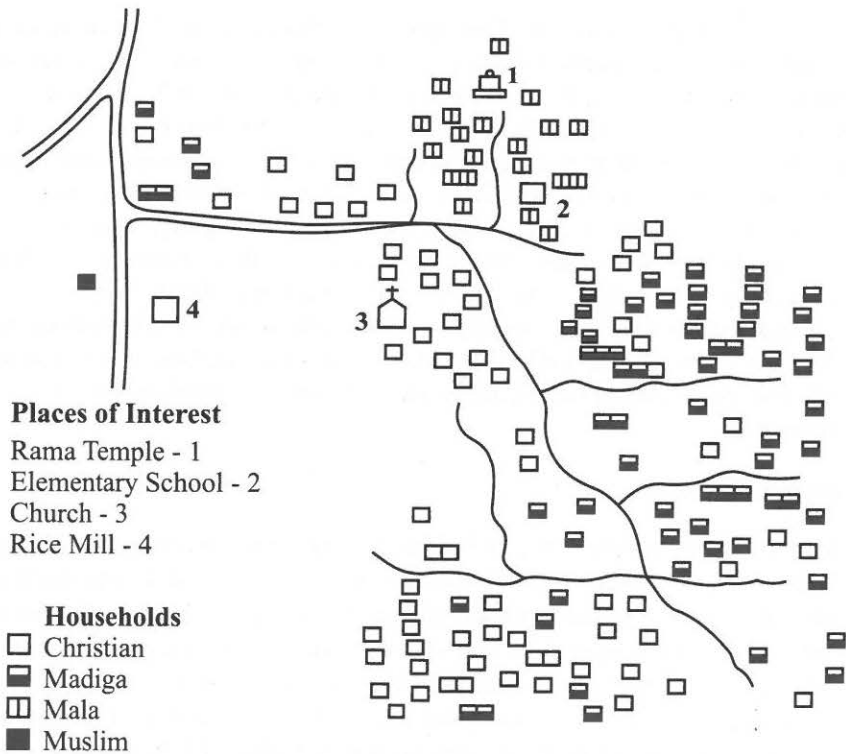 1
2
3
4
Places of Interest
Rama Temple - 1
Elementary School - 2
Church - 3
Rice Mill - 4
Households
Christian
Madiga
Mala
Muslim